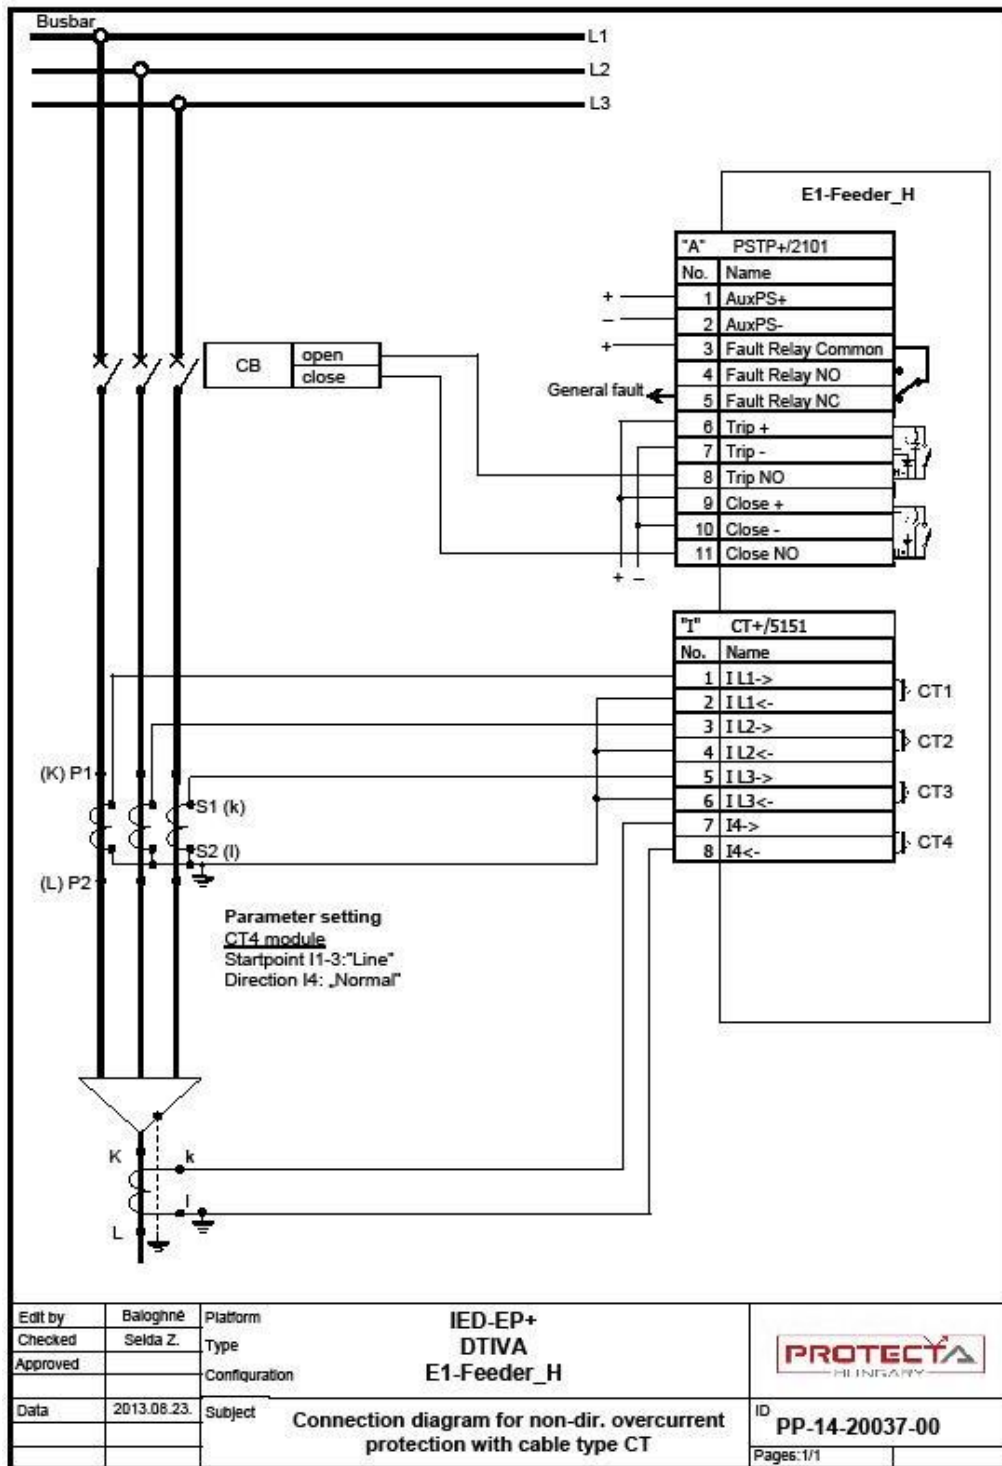 Busbar
L1
L2
L3
E1-Feeder_H
"A" PSTP+/2101
No. Name
+ 1 AuxPS+
– 2 AuxPS-
+ 3 Fault Relay Common
4 Fault Relay NO
General fault 5 Fault Relay NC
6 Trip +
7 Trip -
8 Trip NO
9 Close +
10 Close -
11 Close NO
+ –
CB open
close
"I" CT+/5151
No. Name
1 I L1->
2 I L1<-
3 I L2->
4 I L2<-
5 I L3->
6 I L3<-
7 I4->
8 I4<-
CT1
CT2
CT3
CT4
(K) P1
S1 (k)
S2 (l)
(L) P2
Parameter setting
CT4 module
Startpoint I1-3:"Line"
Direction I4: „Normal"
K k
l
L
Edit by Baloghné
Checked Seida Z.
Approved
Data 2013.08.23.
Platform IED-EP+
Type DTIVA
Configuration E1-Feeder_H
Subject Connection diagram for non-dir. overcurrent
protection with cable type CT
PROTECTA
HUNGARY
ID PP-14-20037-00
Pages:1/1